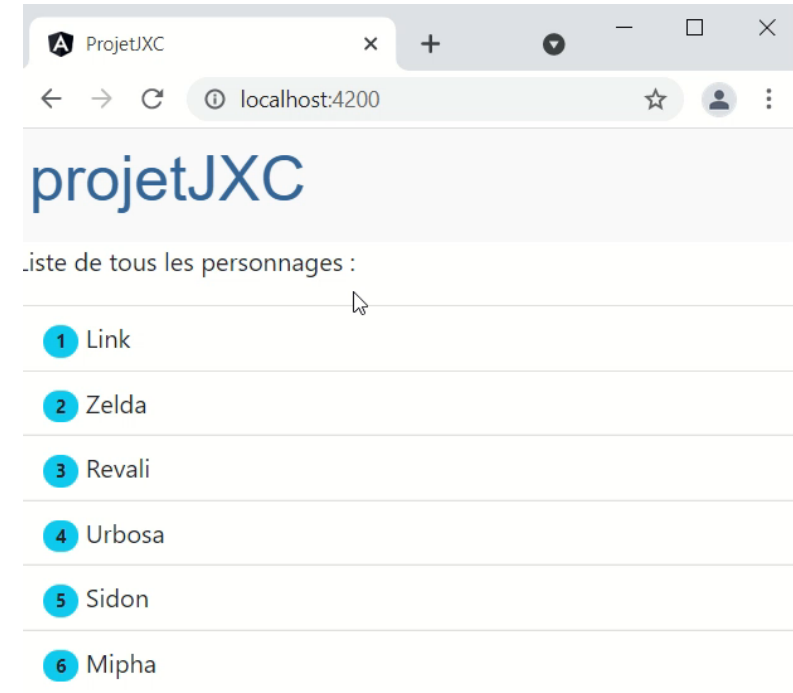 ProjetJXC
localhost:4200
projetJXC
Liste de tous les personnages :
1 Link
2 Zelda
3 Revali
4 Urbosa
5 Sidon
6 Mipha